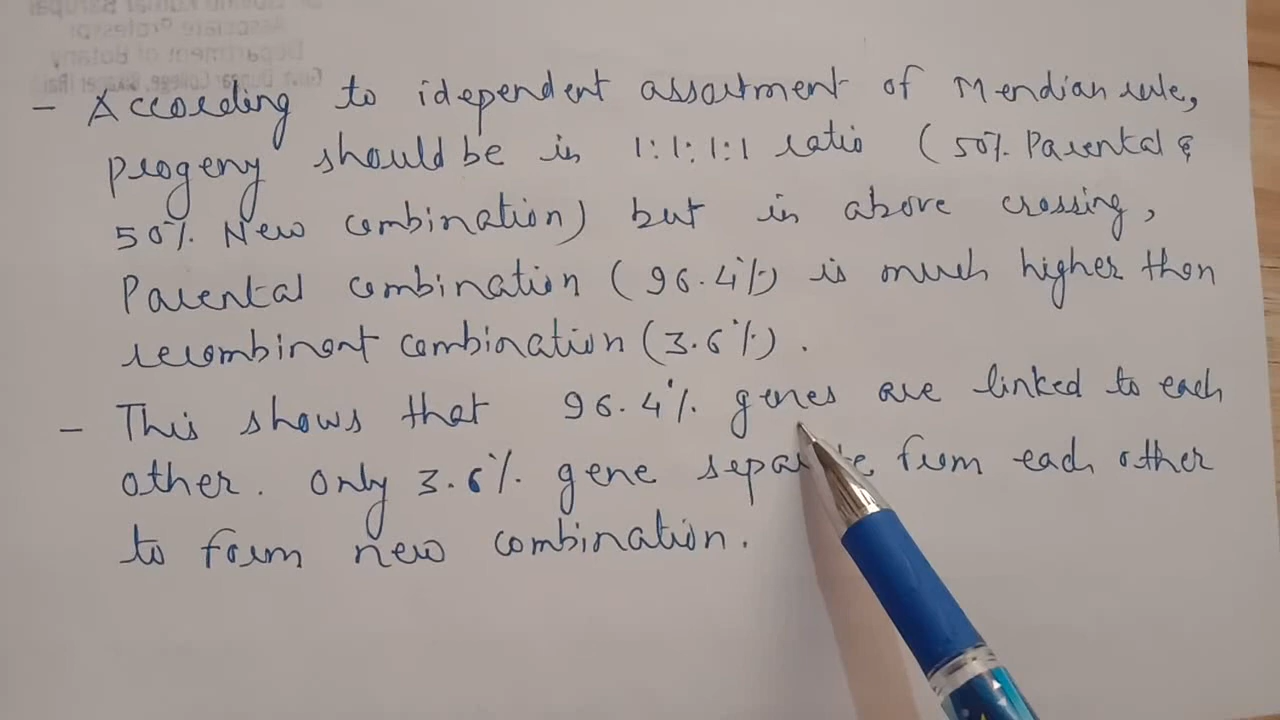 - According to idependent assortment of Mendian rule,
progeny should be in 1:1:1:1 ratio (50% Parental &
50% New combination) but in above crossing,
Parental combination (96.4%) is much higher than
recombinant combination (3.6%).
- This shows that 96.4% genes are linked to each
other. Only 3.6% gene separate from each other
to form new combination.